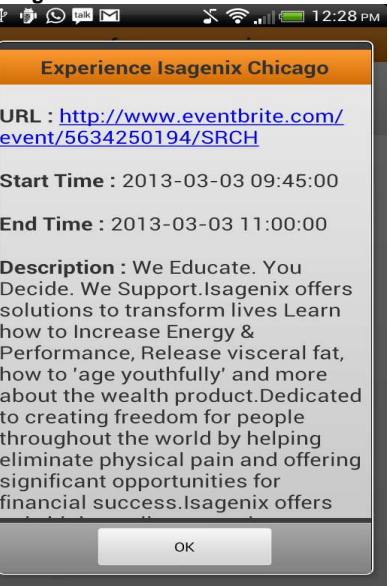 talk
12:28 PM
Experience Isagenix Chicago
URL : http://www.eventbrite.com/
event/5634250194/SRCH
Start Time : 2013-03-03 09:45:00
End Time : 2013-03-03 11:00:00
Description : We Educate. You
Decide. We Support.Isagenix offers
solutions to transform lives Learn
how to Increase Energy &
Performance, Release visceral fat,
how to 'age youthfully' and more
about the wealth product.Dedicated
to creating freedom for people
throughout the world by helping
eliminate physical pain and offering
significant opportunities for
financial success.Isagenix offers
OK